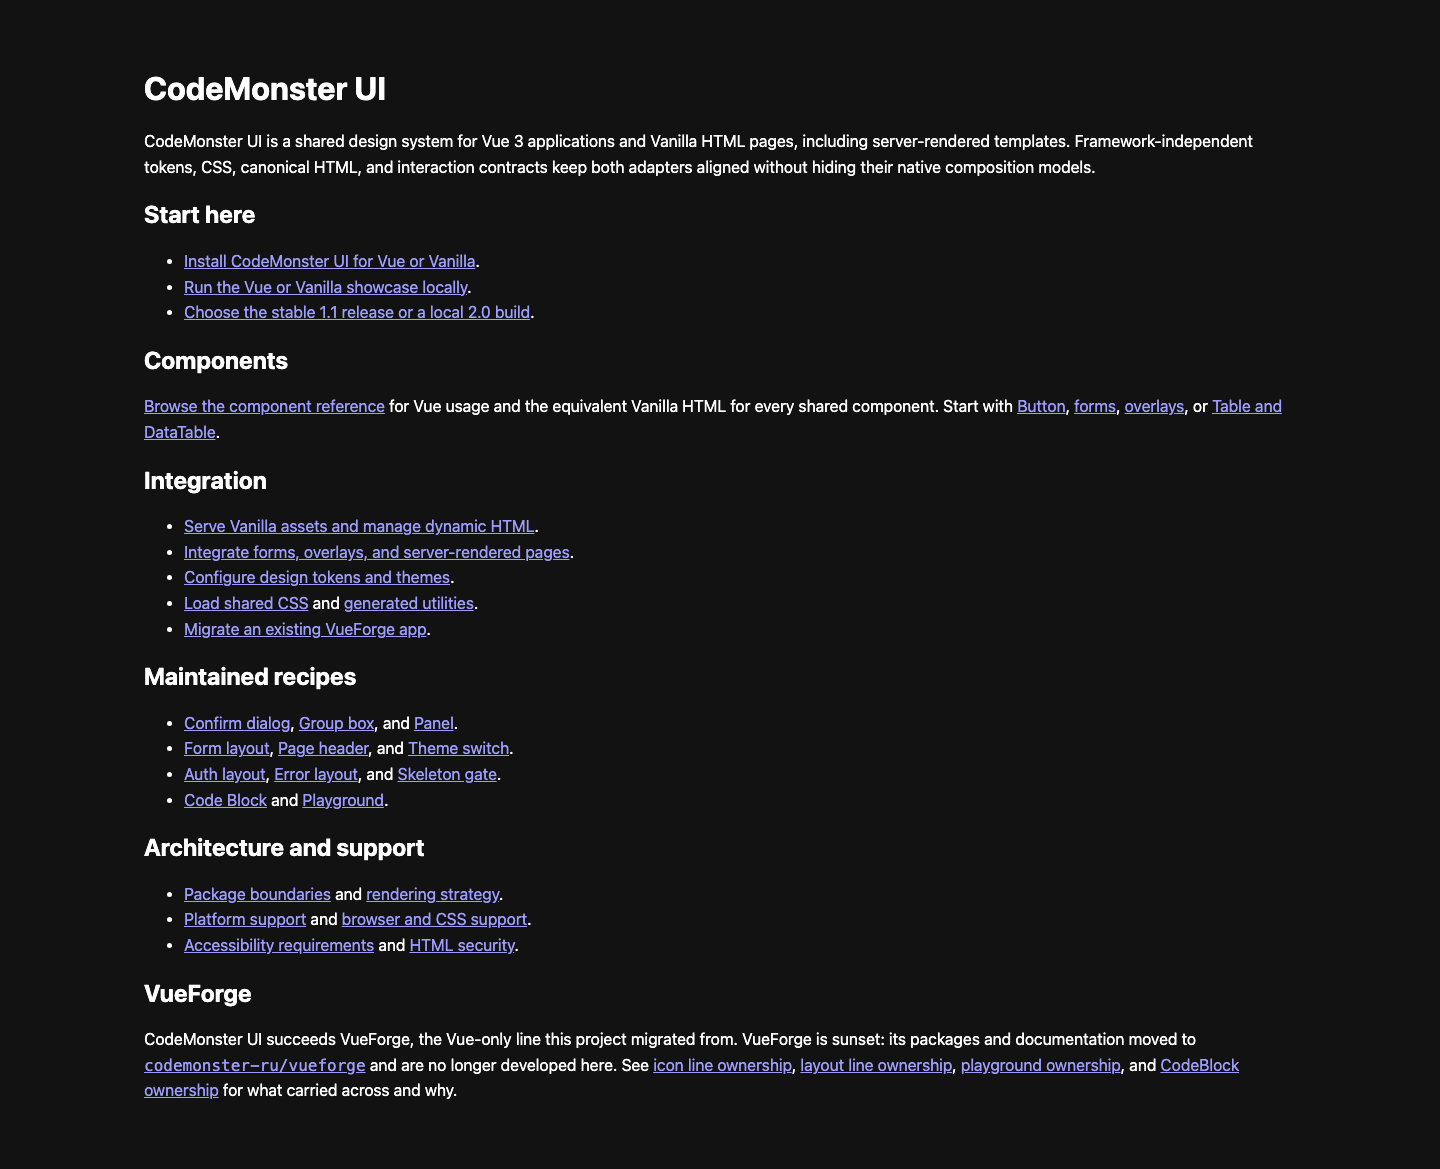 CodeMonster UI
CodeMonster UI is a shared design system for Vue 3 applications and Vanilla HTML pages, including server-rendered templates. Framework-independent
tokens, CSS, canonical HTML, and interaction contracts keep both adapters aligned without hiding their native composition models.
Start here
• Install CodeMonster UI for Vue or Vanilla.
• Run the Vue or Vanilla showcase locally.
• Choose the stable 1.1 release or a local 2.0 build.
Components
Browse the component reference for Vue usage and the equivalent Vanilla HTML for every shared component. Start with Button, forms, overlays, or Table and
DataTable.
Integration
• Serve Vanilla assets and manage dynamic HTML.
• Integrate forms, overlays, and server-rendered pages.
• Configure design tokens and themes.
• Load shared CSS and generated utilities.
• Migrate an existing VueForge app.
Maintained recipes
• Confirm dialog, Group box, and Panel.
• Form layout, Page header, and Theme switch.
• Auth layout, Error layout, and Skeleton gate.
• Code Block and Playground.
Architecture and support
• Package boundaries and rendering strategy.
• Platform support and browser and CSS support.
• Accessibility requirements and HTML security.
VueForge
CodeMonster UI succeeds VueForge, the Vue-only line this project migrated from. VueForge is sunset: its packages and documentation moved to
codemonster-ru/vueforge and are no longer developed here. See icon line ownership, layout line ownership, playground ownership, and CodeBlock
ownership for what carried across and why.